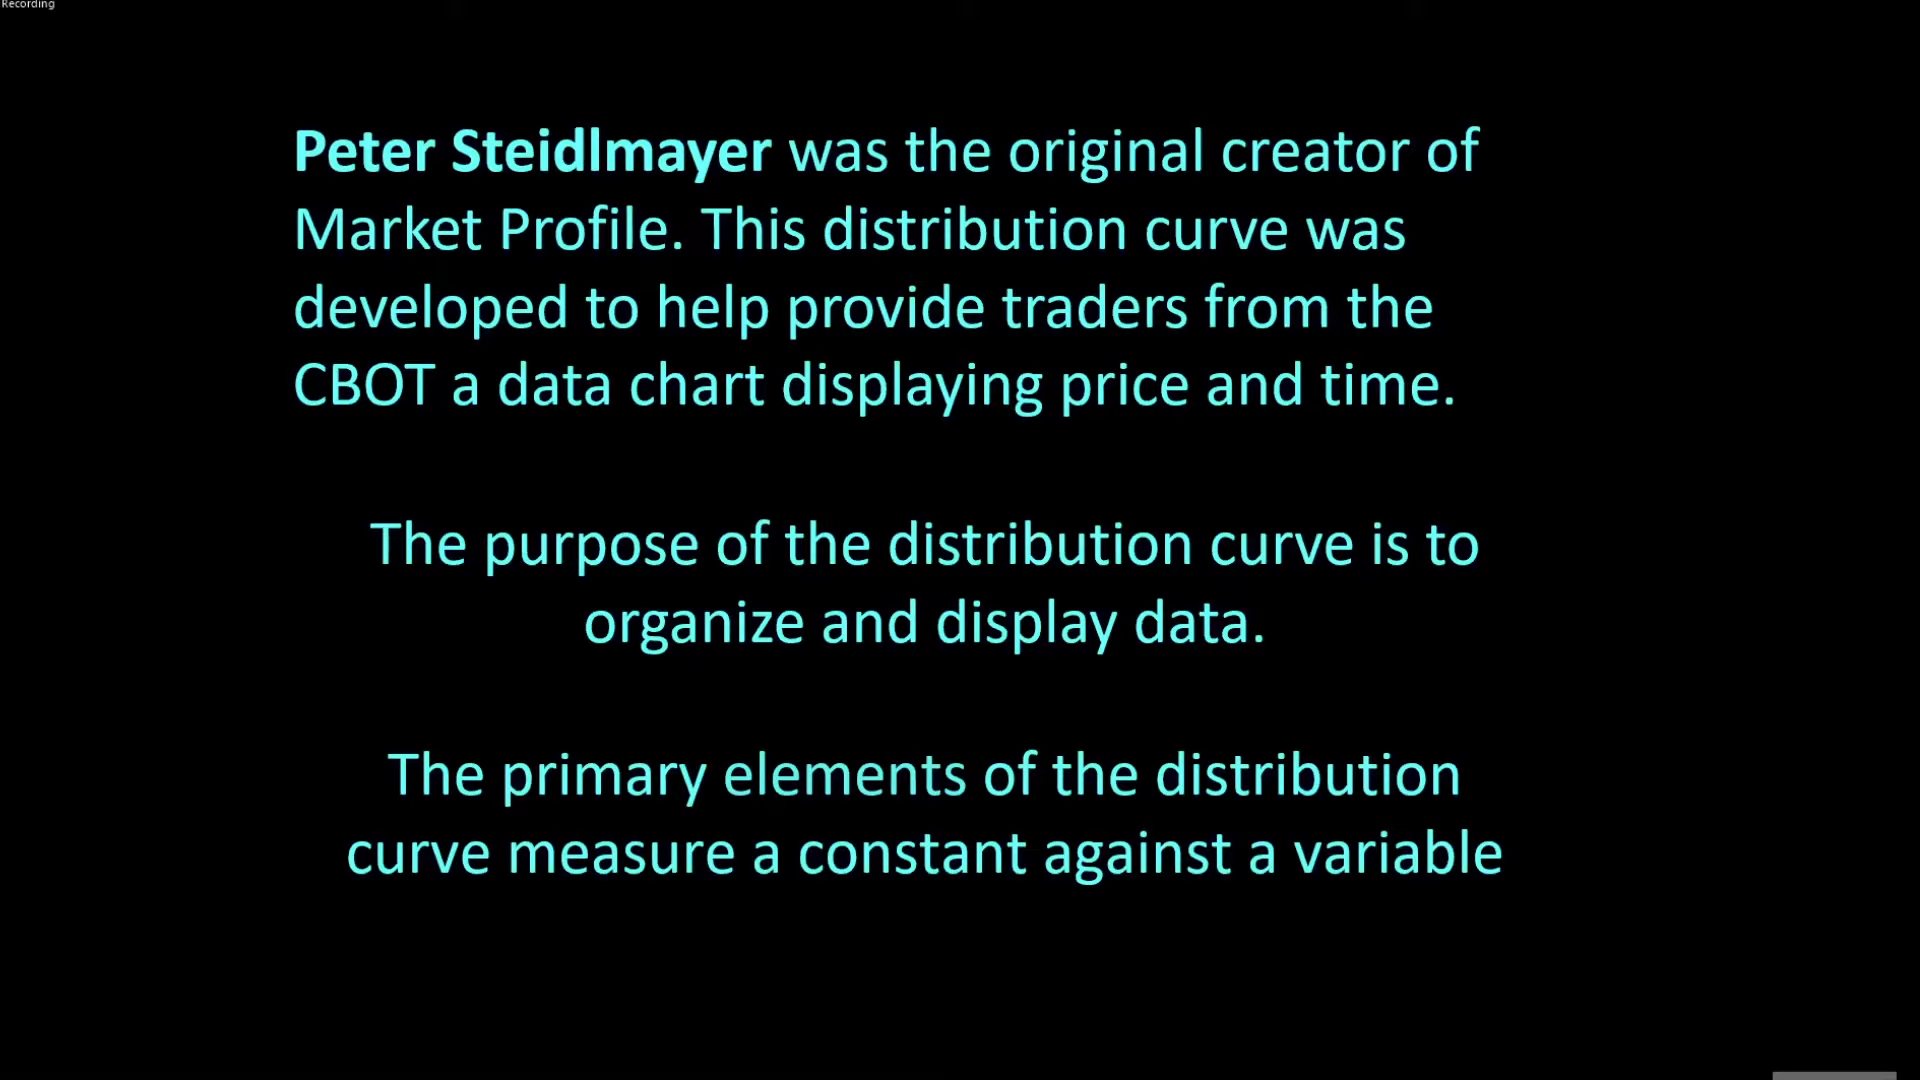 Recording
Peter Steidlmayer was the original creator of
Market Profile. This distribution curve was
developed to help provide traders from the
CBOT a data chart displaying price and time.
The purpose of the distribution curve is to
organize and display data.
The primary elements of the distribution
curve measure a constant against a variable